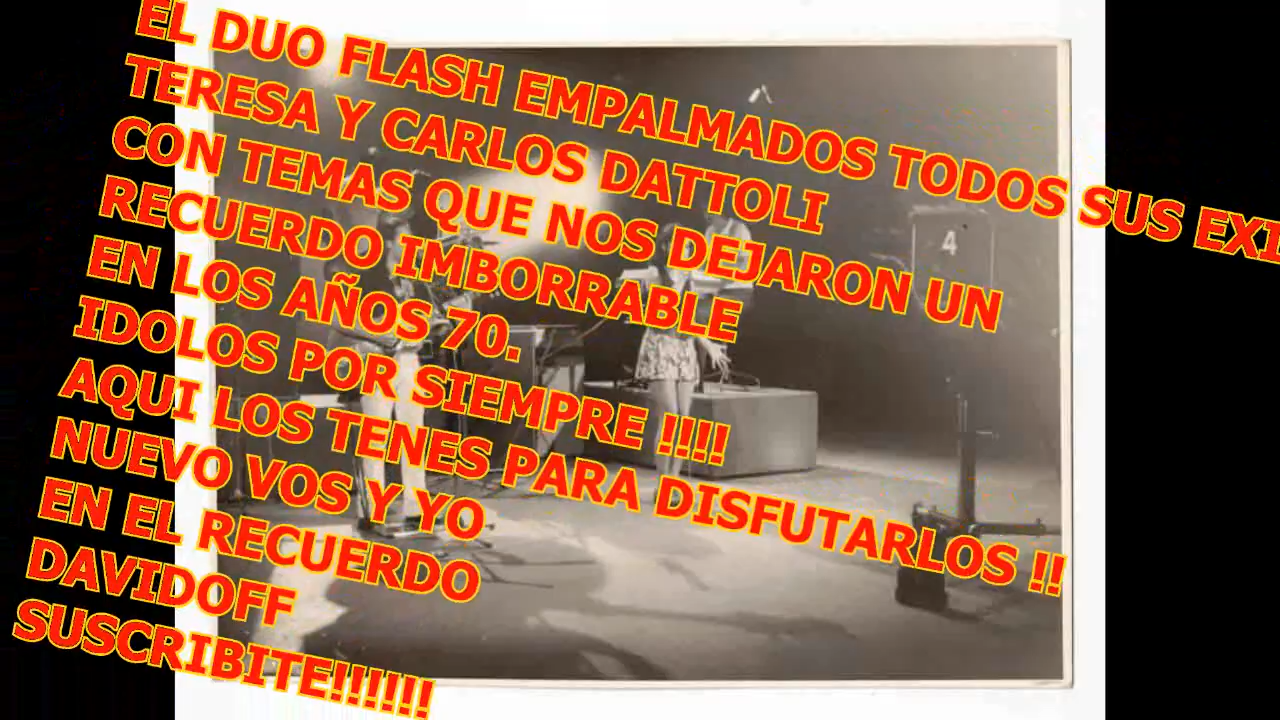 EL DUO FLASH EMPALMADOS TODOS SUS EXI
TERESA Y CARLOS DATTOLI
CON TEMAS QUE NOS DEJARON UN
RECUERDO IMBORRABLE
EN LOS AÑOS 70.
IDOLOS POR SIEMPRE !!!!
AQUI LOS TENES PARA DISFUTARLOS !!
NUEVO VOS Y YO
EN EL RECUERDO
DAVIDOFF
SUSCRIBITE!!!!!!
4